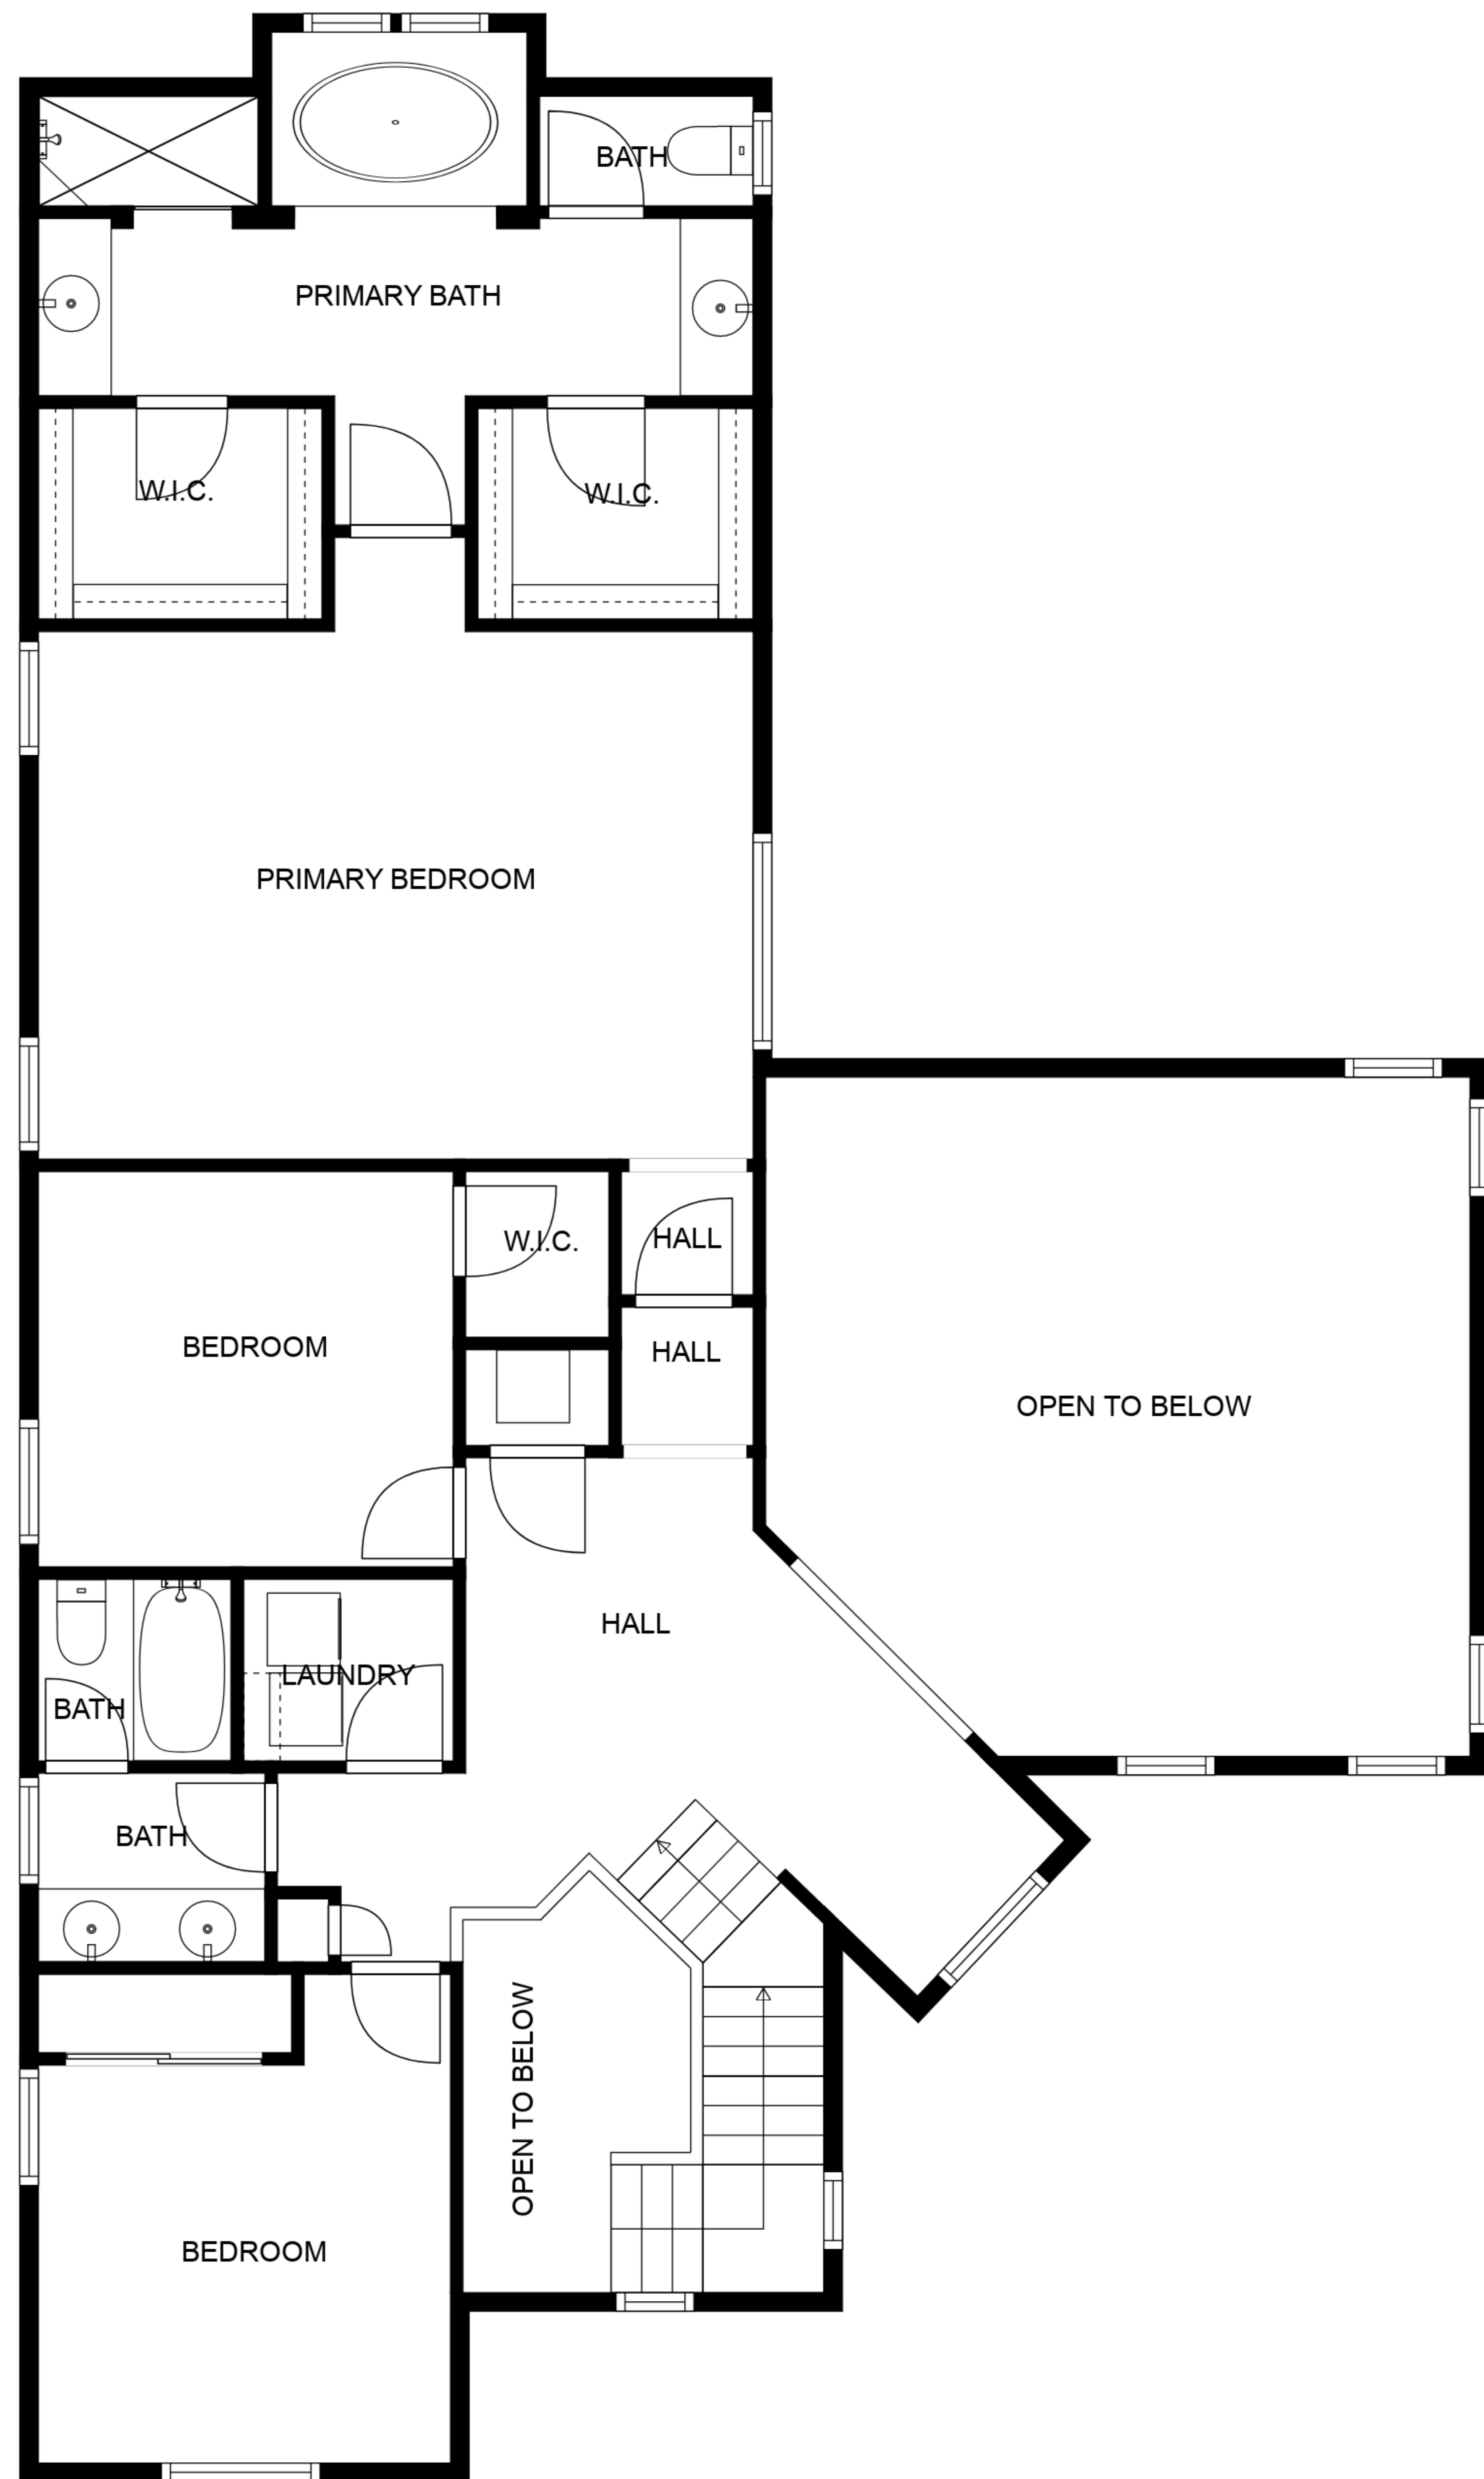 BATH
PRIMARY BATH
W.I.C.
W.I.C.
PRIMARY BEDROOM
W.I.C.
HALL
BEDROOM
HALL
OPEN TO BELOW
HALL
LAUNDRY
BATH
BATH
OPEN TO BELOW
BEDROOM